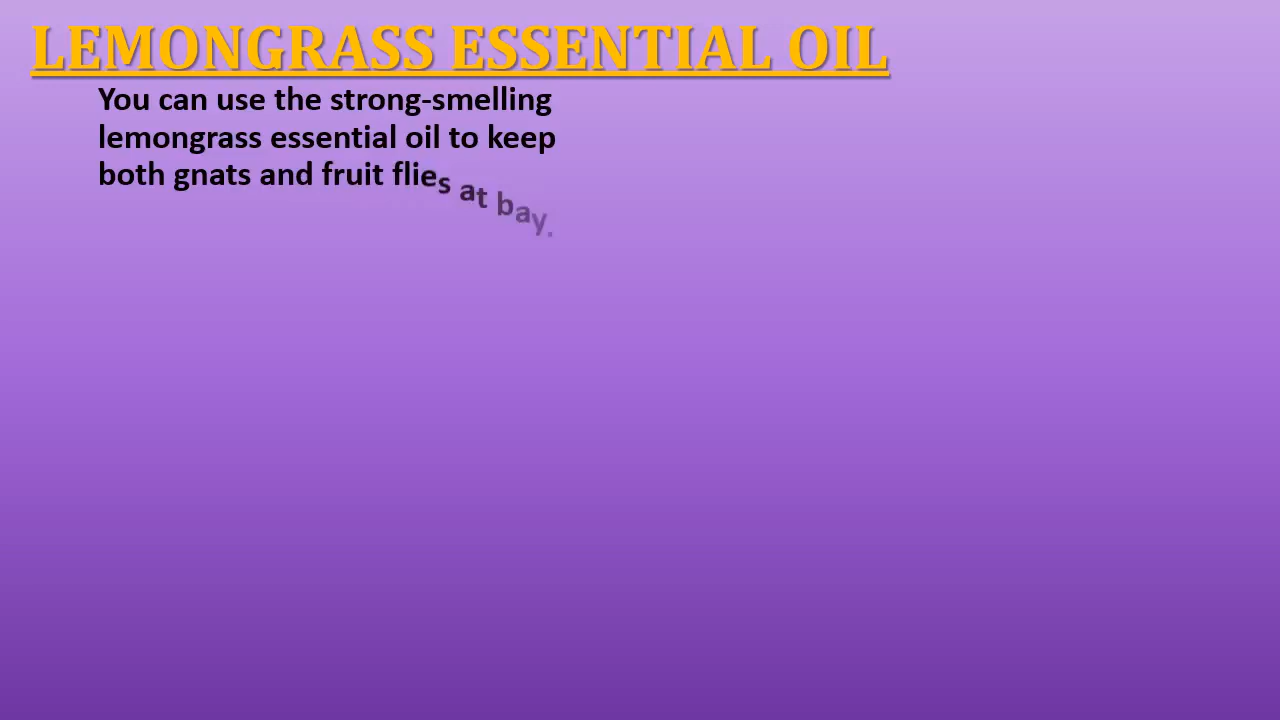 LEMONGRASS ESSENTIAL OIL
You can use the strong-smelling
lemongrass essential oil to keep
both gnats and fruit flies at bay.